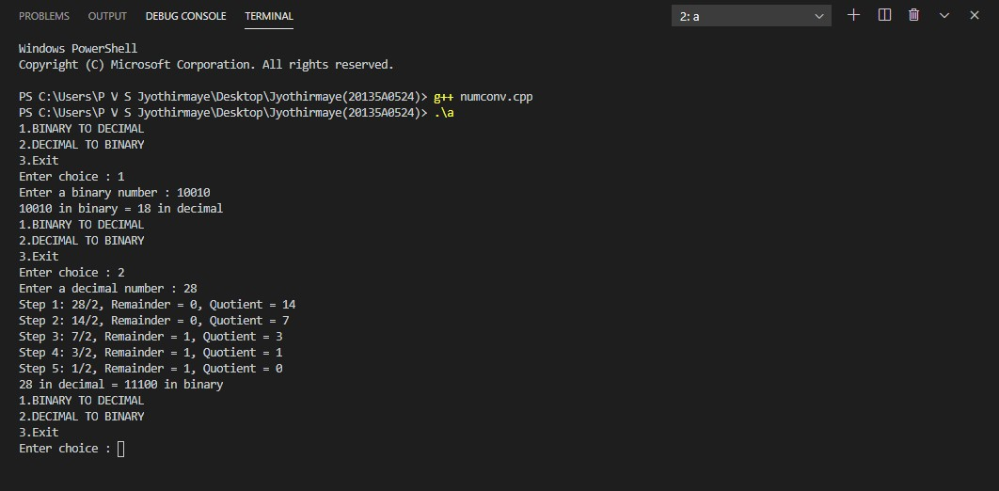 PROBLEMS OUTPUT DEBUG CONSOLE TERMINAL 2: a
Windows PowerShell
Copyright (C) Microsoft Corporation. All rights reserved.
PS C:\Users\P V S Jyothirmaye\Desktop\Jyothirmaye(20135A0524)> g++ numconv.cpp
PS C:\Users\P V S Jyothirmaye\Desktop\Jyothirmaye(20135A0524)> .\a
1.BINARY TO DECIMAL
2.DECIMAL TO BINARY
3.Exit
Enter choice : 1
Enter a binary number : 10010
10010 in binary = 18 in decimal
1.BINARY TO DECIMAL
2.DECIMAL TO BINARY
3.Exit
Enter choice : 2
Enter a decimal number : 28
Step 1: 28/2, Remainder = 0, Quotient = 14
Step 2: 14/2, Remainder = 0, Quotient = 7
Step 3: 7/2, Remainder = 1, Quotient = 3
Step 4: 3/2, Remainder = 1, Quotient = 1
Step 5: 1/2, Remainder = 1, Quotient = 0
28 in decimal = 11100 in binary
1.BINARY TO DECIMAL
2.DECIMAL TO BINARY
3.Exit
Enter choice :